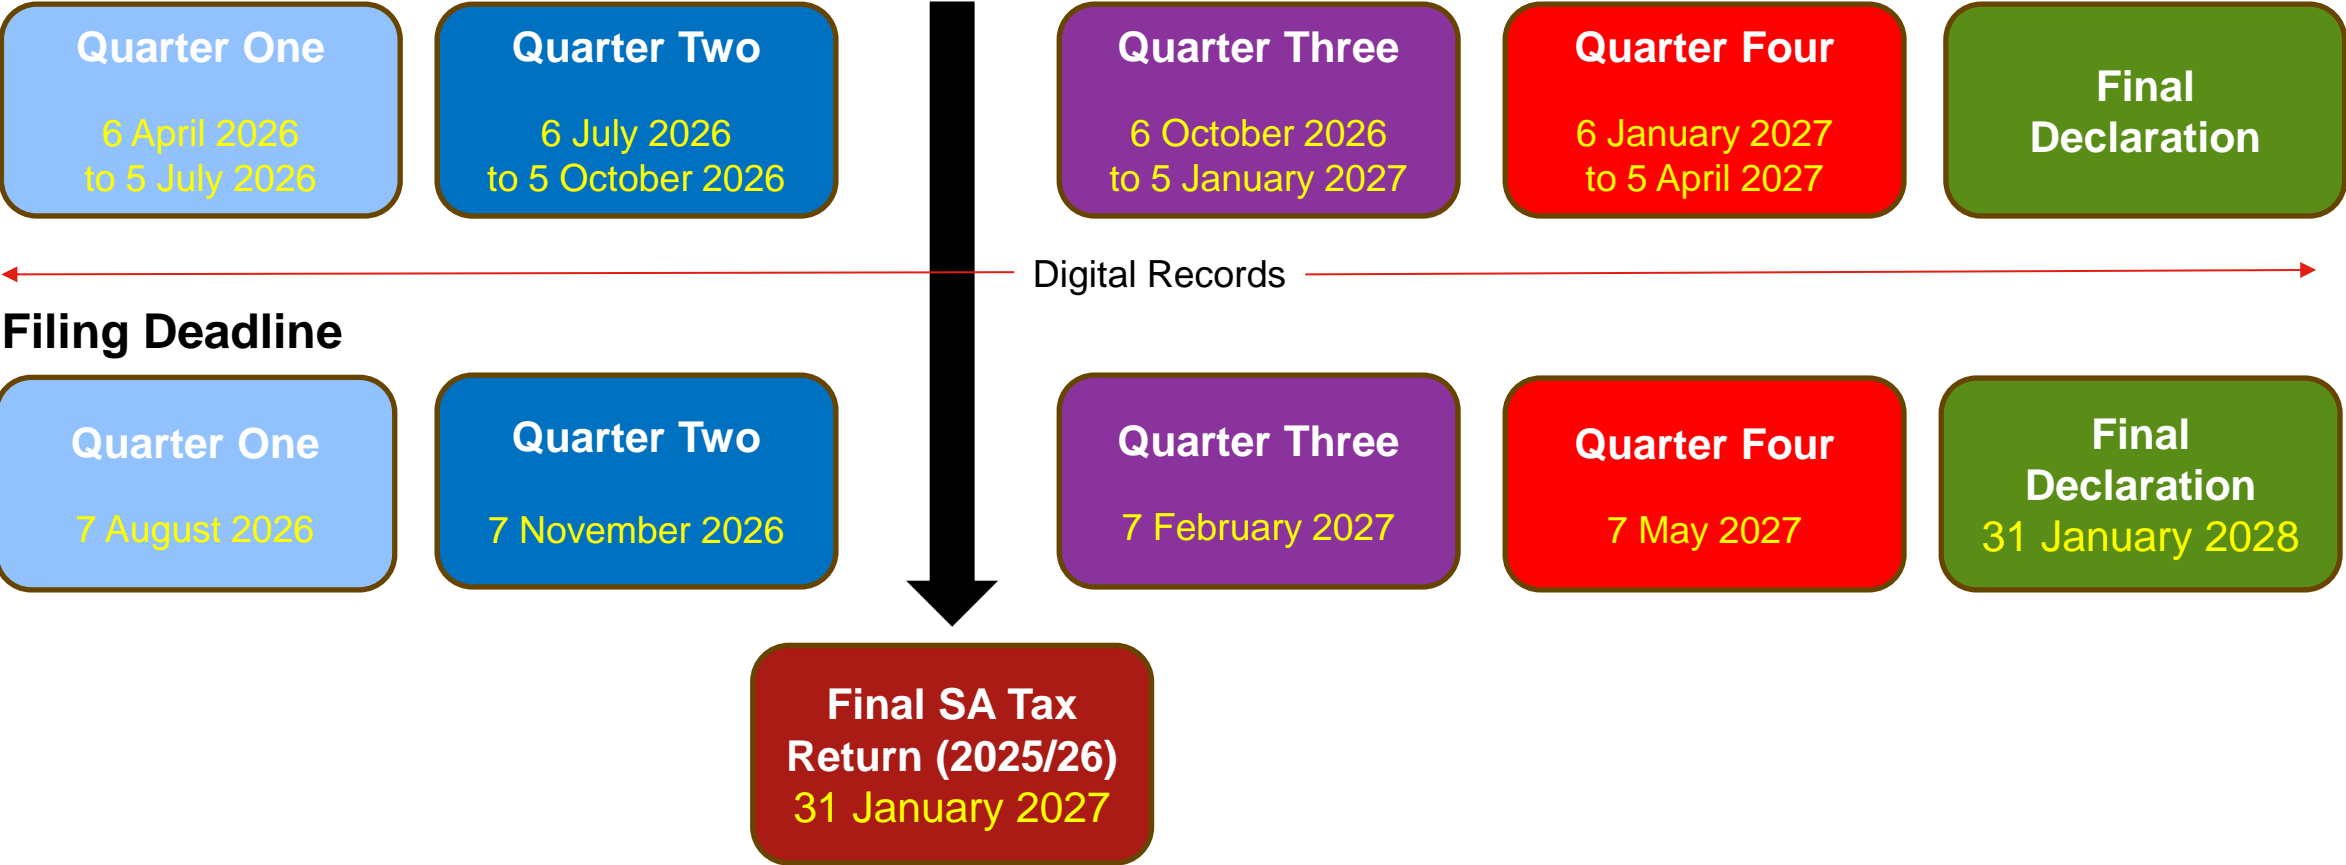 Quarter One
6 April 2026
to 5 July 2026
Quarter Two
6 July 2026
to 5 October 2026
Quarter Three
6 October 2026
to 5 January 2027
Quarter Four
6 January 2027
to 5 April 2027
Final
Declaration
Digital Records
Filing Deadline
Quarter One
7 August 2026
Quarter Two
7 November 2026
Quarter Three
7 February 2027
Quarter Four
7 May 2027
Final
Declaration
31 January 2028
Final SA Tax
Return (2025/26)
31 January 2027